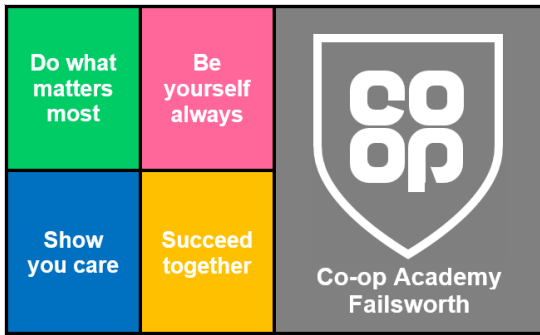 Do what
matters
most
Be
yourself
always
Show
you care
Succeed
together
co
op
Co-op Academy
Failsworth